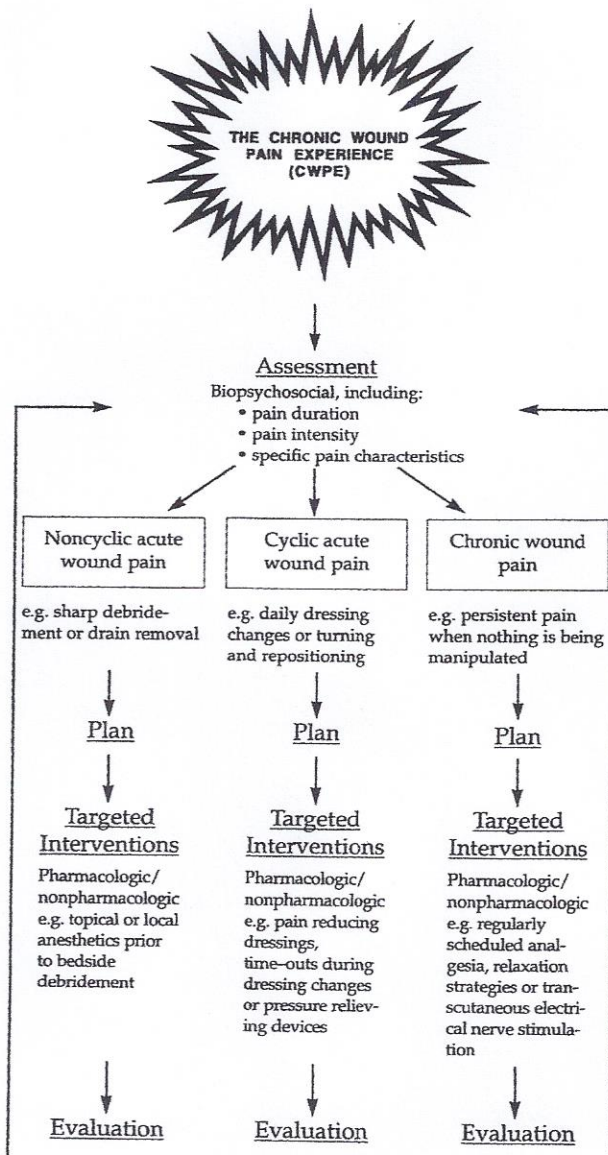 THE CHRONIC WOUND
PAIN EXPERIENCE
(CWPE)
Assessment
Biopsychosocial, including:
• pain duration
• pain intensity
• specific pain characteristics
Noncyclic acute
wound pain
e.g. sharp debride-
ment or drain removal
Plan
Targeted
Interventions
Pharmacologic/
nonpharmacologic
e.g. topical or local
anesthetics prior
to bedside
debridement
Evaluation
Cyclic acute
wound pain
e.g. daily dressing
changes or turning
and repositioning
Plan
Targeted
Interventions
Pharmacologic/
nonpharmacologic
e.g. pain reducing
dressings,
time-outs during
dressing changes
or pressure reliev-
ing devices
Evaluation
Chronic wound
pain
e.g. persistent pain
when nothing is being
manipulated
Plan
Targeted
Interventions
Pharmacologic/
nonpharmacologic
e.g. regularly
scheduled anal-
gesia, relaxation
strategies or tran-
scutaneous electri-
cal nerve stimula-
tion
Evaluation